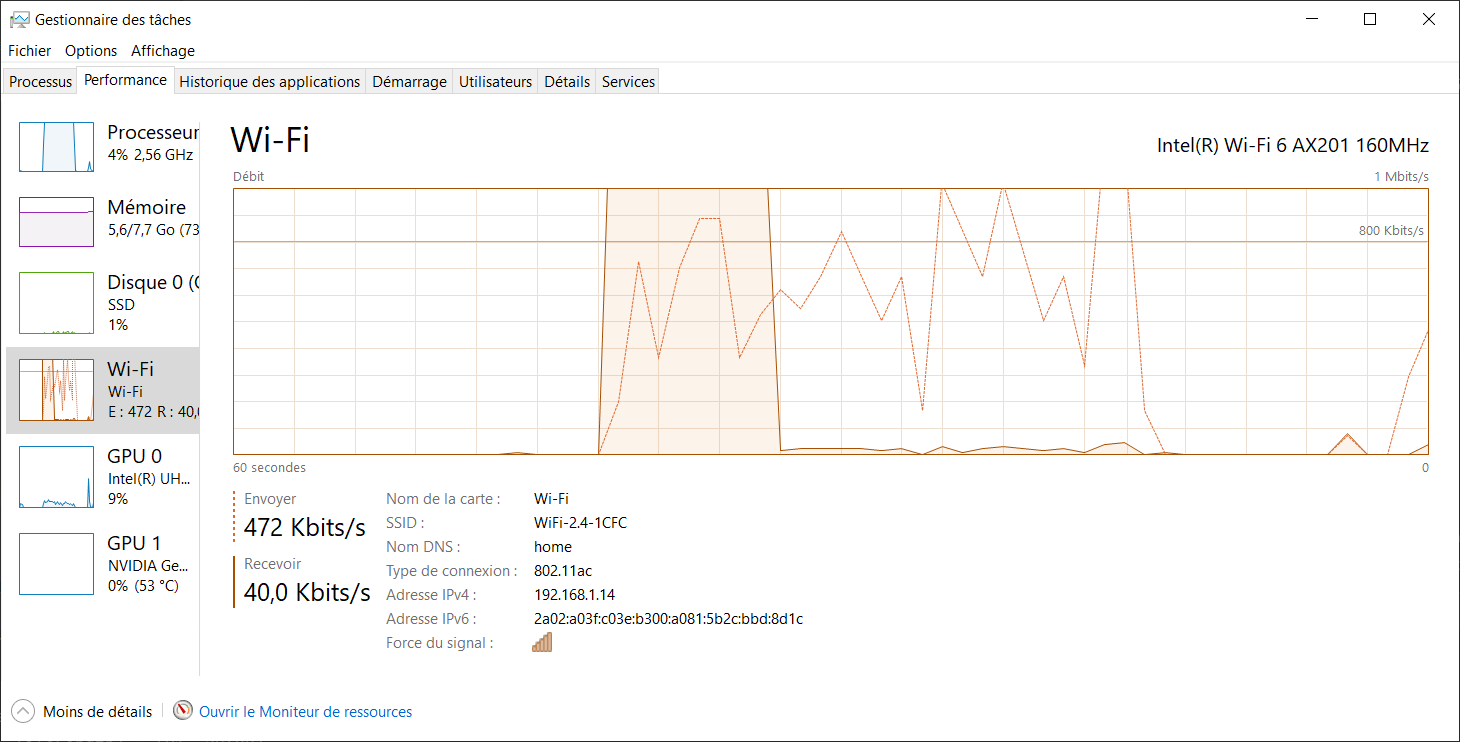 Gestionnaire des tâches
Fichier Options Affichage
Processus Performance Historique des applications Démarrage Utilisateurs Détails Services
Processeur
4% 2,56 GHz
Mémoire
5,6/7,7 Go (73
Disque 0 (C
SSD
1%
Wi-Fi
Wi-Fi
E : 472 R : 40,0
GPU 0
Intel(R) UH...
9%
GPU 1
NVIDIA Ge...
0% (53 °C)
Wi-Fi
Intel(R) Wi-Fi 6 AX201 160MHz
Débit 1 Mbits/s
800 Kbits/s
60 secondes 0
Envoyer
472 Kbits/s
Recevoir
40,0 Kbits/s
Nom de la carte : Wi-Fi
SSID : WiFi-2.4-1CFC
Nom DNS : home
Type de connexion : 802.11ac
Adresse IPv4 : 192.168.1.14
Adresse IPv6 : 2a02:a03f:c03e:b300:a081:5b2c:bbd:8d1c
Force du signal :
Moins de détails Ouvrir le Moniteur de ressources